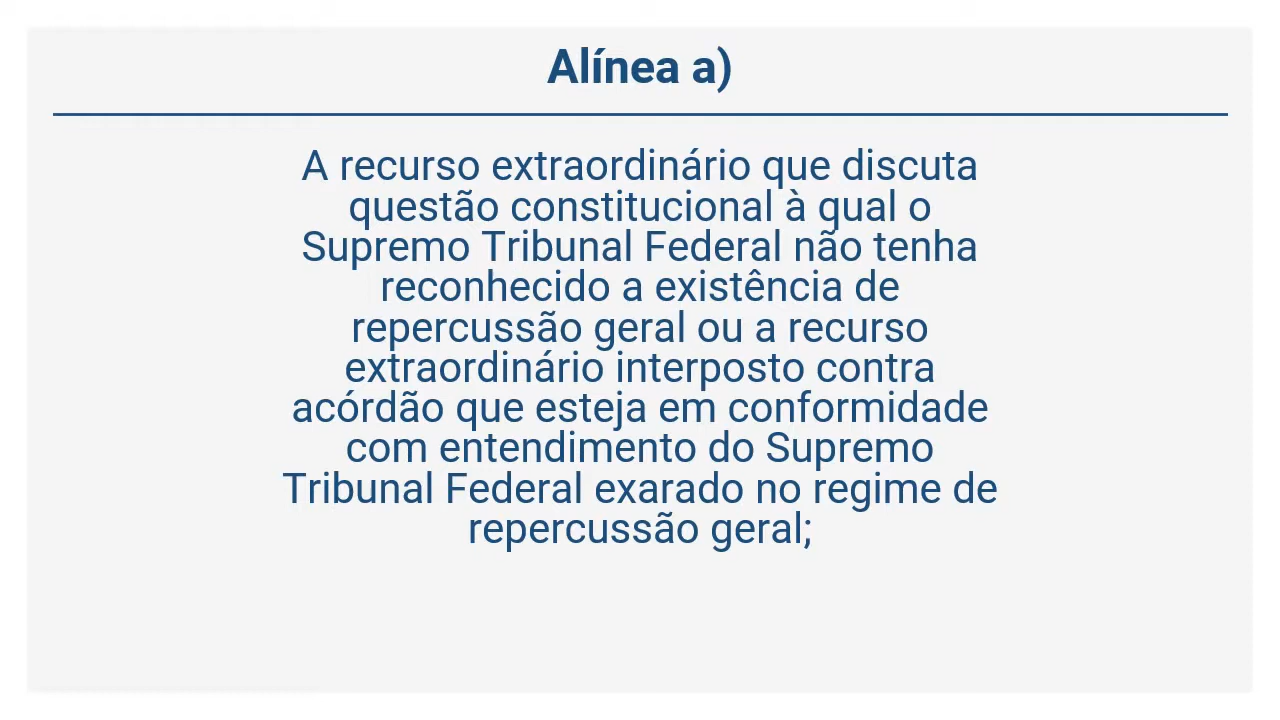 Alínea a)
A recurso extraordinário que discuta
questão constitucional à qual o
Supremo Tribunal Federal não tenha
reconhecido a existência de
repercussão geral ou a recurso
extraordinário interposto contra
acórdão que esteja em conformidade
com entendimento do Supremo
Tribunal Federal exarado no regime de
repercussão geral;